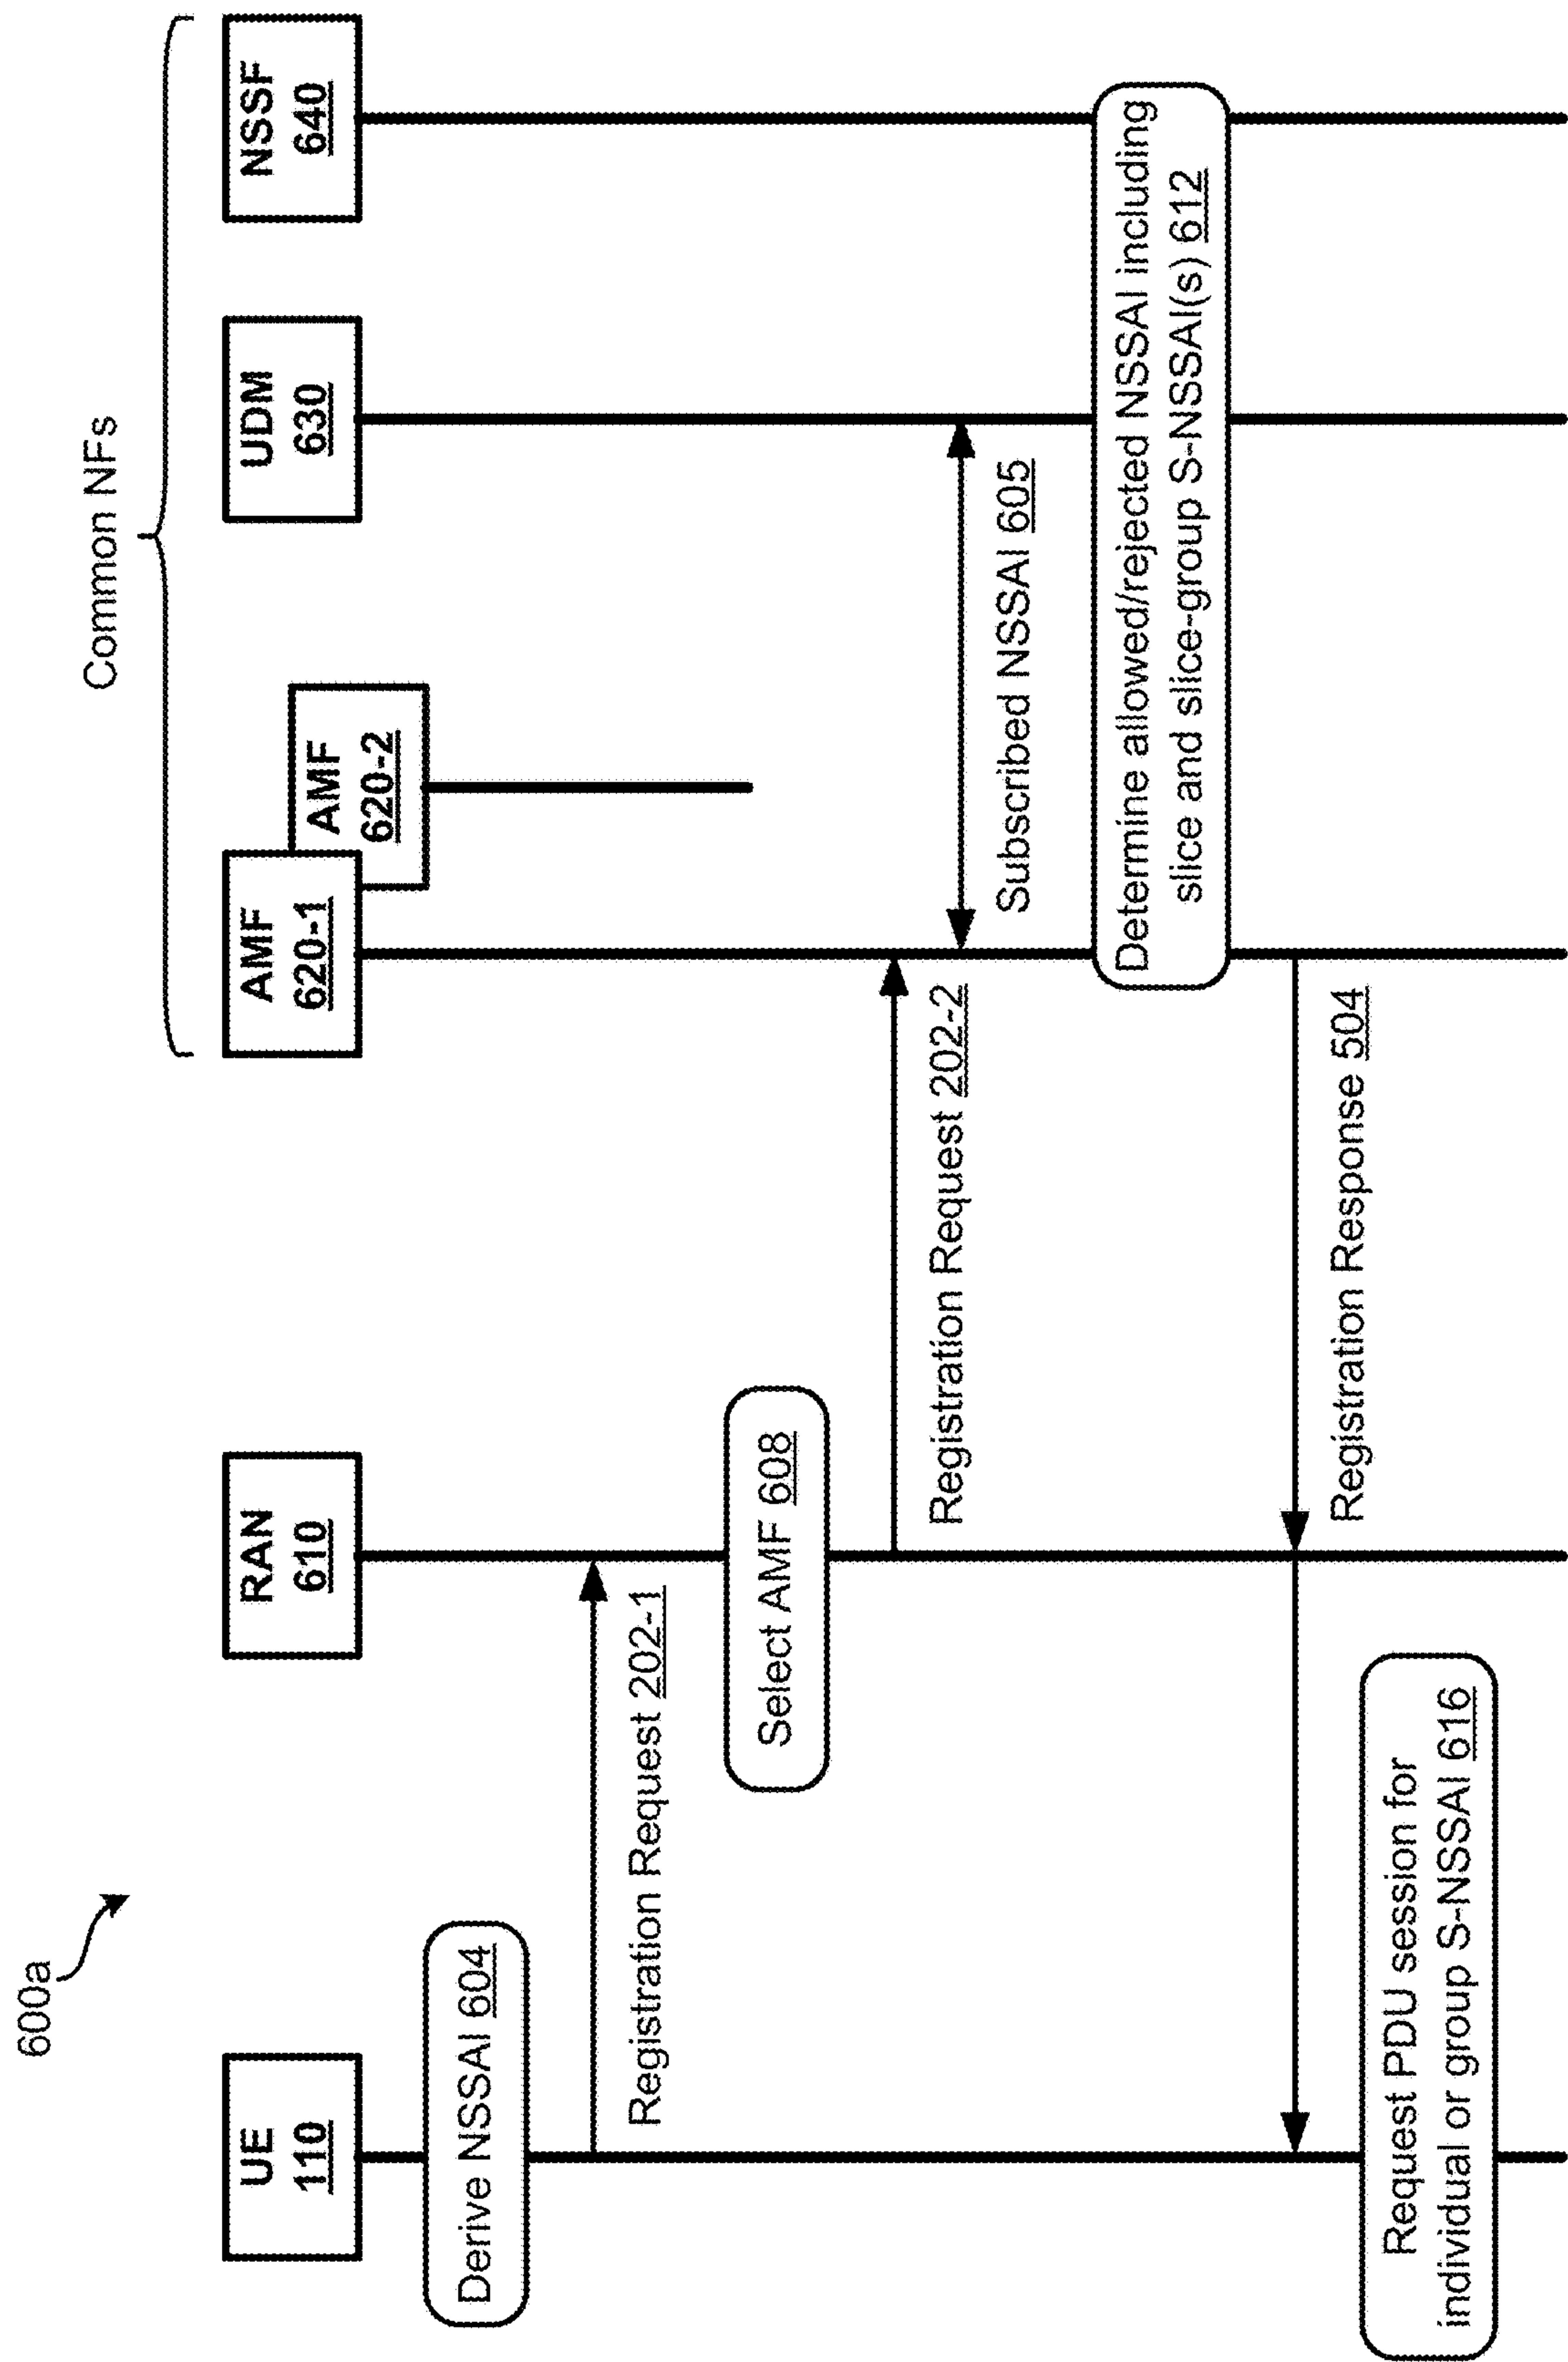 600a
Common NFs
UE
110
RAN
610
AMF
620-1
AMF
620-2
UDM
630
NSSF
640
Derive NSSAI 604
Registration Request 202-1
Select AMF 608
Registration Request 202-2
Subscribed NSSAI 605
Determine allowed/rejected NSSAI including
slice and slice-group S-NSSAI(s) 612
Registration Response 504
Request PDU session for
individual or group S-NSSAI 616